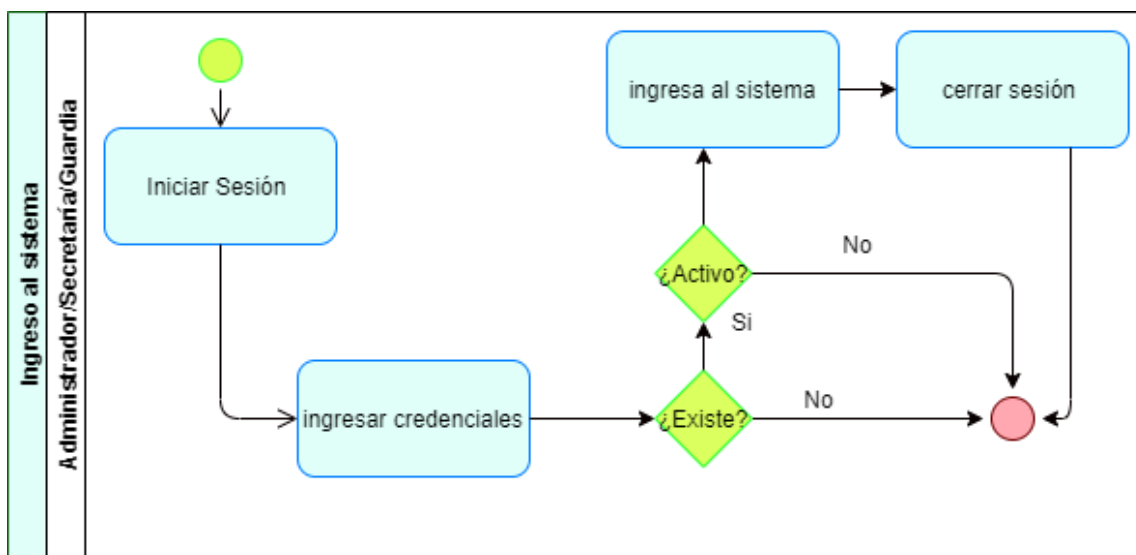 Ingreso al sistema
Administrador/Secretaría/Guardia
Iniciar Sesión
ingresar credenciales
¿Existe?
No
Si
¿Activo?
No
ingresa al sistema
cerrar sesión